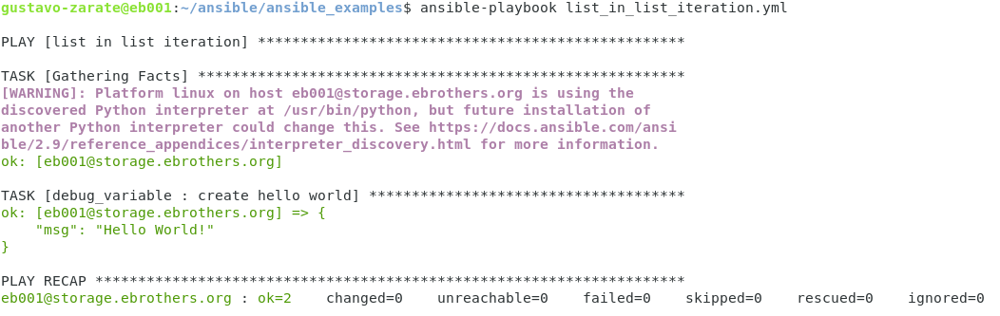 gustavo-zarate@eb001:~/ansible/ansible_examples$ ansible-playbook list_in_list_iteration.yml
PLAY [list in list iteration] **************************************************
TASK [Gathering Facts] *********************************************************
[WARNING]: Platform linux on host eb001@storage.ebrothers.org is using the
discovered Python interpreter at /usr/bin/python, but future installation of
another Python interpreter could change this. See https://docs.ansible.com/ansi
ble/2.9/reference_appendices/interpreter_discovery.html for more information.
ok: [eb001@storage.ebrothers.org]
TASK [debug_variable : create hello world] *************************************
ok: [eb001@storage.ebrothers.org] => {
    "msg": "Hello World!"
}
PLAY RECAP *********************************************************************
eb001@storage.ebrothers.org : ok=2    changed=0    unreachable=0    failed=0    skipped=0    rescued=0    ignored=0